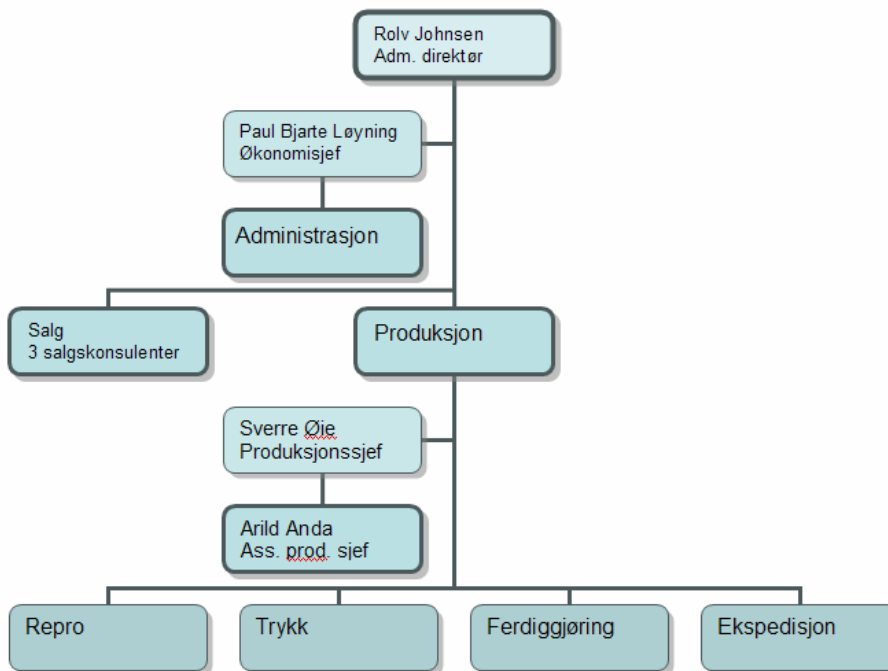 Rolv Johnsen
Adm. direktør
Paul Bjarte Løyning
Økonomisjef
Administrasjon
Salg
3 salgskonsulenter
Produksjon
Sverre Øie
Produksjonssjef
Arild Anda
Ass. prod. sjef
Repro
Trykk
Ferdiggjøring
Ekspedisjon